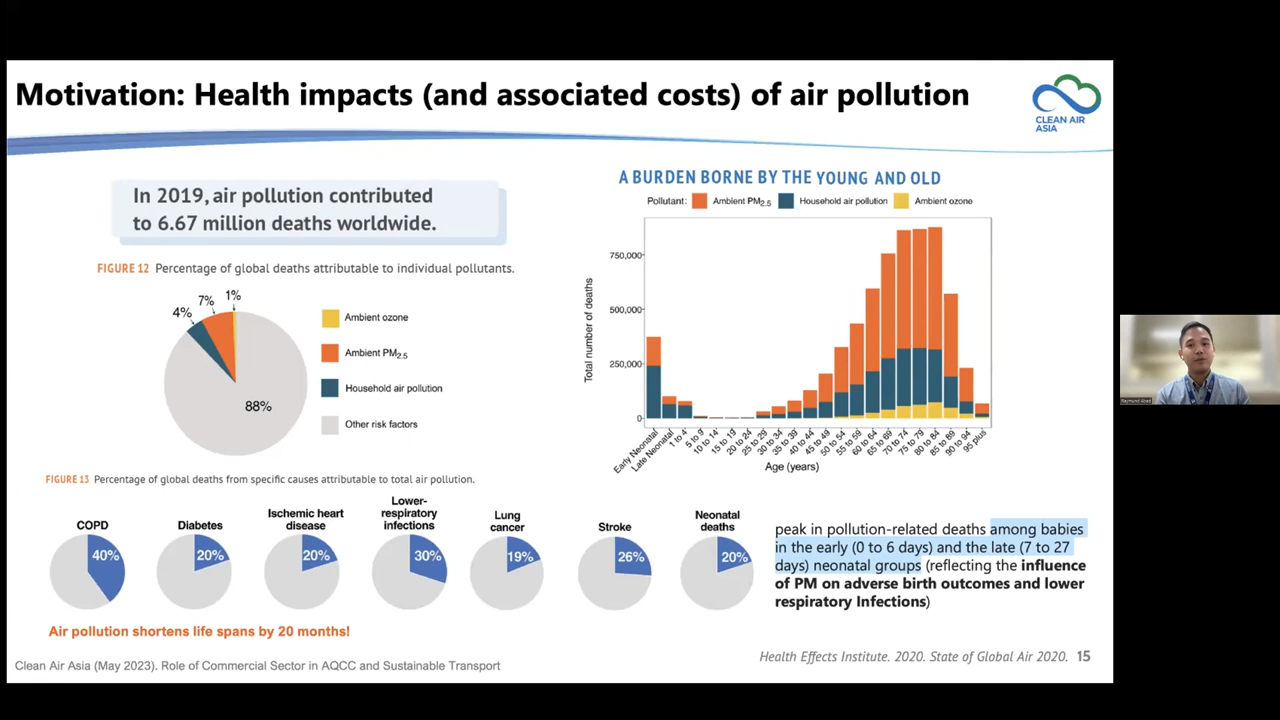 Motivation: Health impacts (and associated costs) of air pollution
CLEAN AIR
ASIA
In 2019, air pollution contributed
to 6.67 million deaths worldwide.
FIGURE 12 Percentage of global deaths attributable to individual pollutants.
4%
7%
1%
88%
Ambient ozone
Ambient PM2.5
Household air pollution
Other risk factors
A BURDEN BORNE BY THE YOUNG AND OLD
Pollutant: Ambient PM2.5 Household air pollution Ambient ozone
Total number of deaths
750,000
500,000
250,000
0
Early Neonatal
Late Neonatal
1 to 4
5 to 9
10 to 14
15 to 19
20 to 24
25 to 29
30 to 34
35 to 39
40 to 44
45 to 49
50 to 54
55 to 59
60 to 64
65 to 69
70 to 74
75 to 79
80 to 84
85 to 89
90 to 94
95 plus
Age (years)
FIGURE 13 Percentage of global deaths from specific causes attributable to total air pollution.
COPD
40%
Diabetes
20%
Ischemic heart
disease
20%
Lower-
respiratory
infections
30%
Lung
cancer
19%
Stroke
26%
Neonatal
deaths
20%
peak in pollution-related deaths among babies
in the early (0 to 6 days) and the late (7 to 27
days) neonatal groups (reflecting the influence
of PM on adverse birth outcomes and lower
respiratory Infections)
Air pollution shortens life spans by 20 months!
Clean Air Asia (May 2023). Role of Commercial Sector in AQCC and Sustainable Transport
Health Effects Institute. 2020. State of Global Air 2020. 15